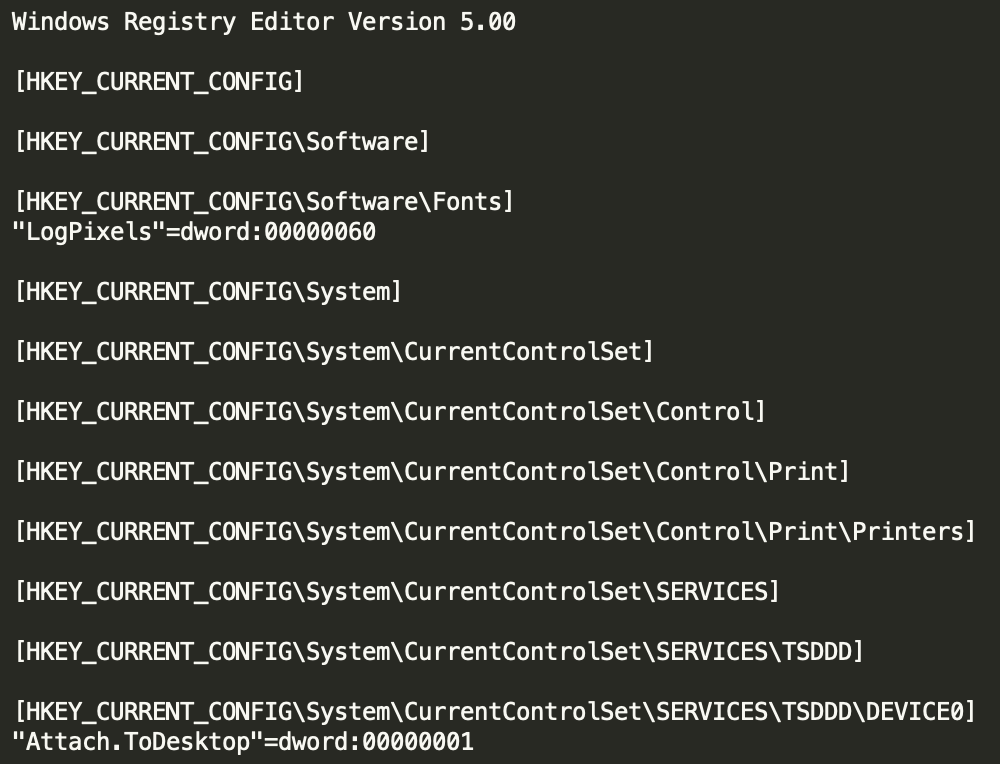 Windows Registry Editor Version 5.00
[HKEY_CURRENT_CONFIG]
[HKEY_CURRENT_CONFIG\Software]
[HKEY_CURRENT_CONFIG\Software\Fonts]
"LogPixels"=dword:00000060
[HKEY_CURRENT_CONFIG\System]
[HKEY_CURRENT_CONFIG\System\CurrentControlSet]
[HKEY_CURRENT_CONFIG\System\CurrentControlSet\Control]
[HKEY_CURRENT_CONFIG\System\CurrentControlSet\Control\Print]
[HKEY_CURRENT_CONFIG\System\CurrentControlSet\Control\Print\Printers]
[HKEY_CURRENT_CONFIG\System\CurrentControlSet\SERVICES]
[HKEY_CURRENT_CONFIG\System\CurrentControlSet\SERVICES\TSDDD]
[HKEY_CURRENT_CONFIG\System\CurrentControlSet\SERVICES\TSDDD\DEVICE0]
"Attach.ToDesktop"=dword:00000001